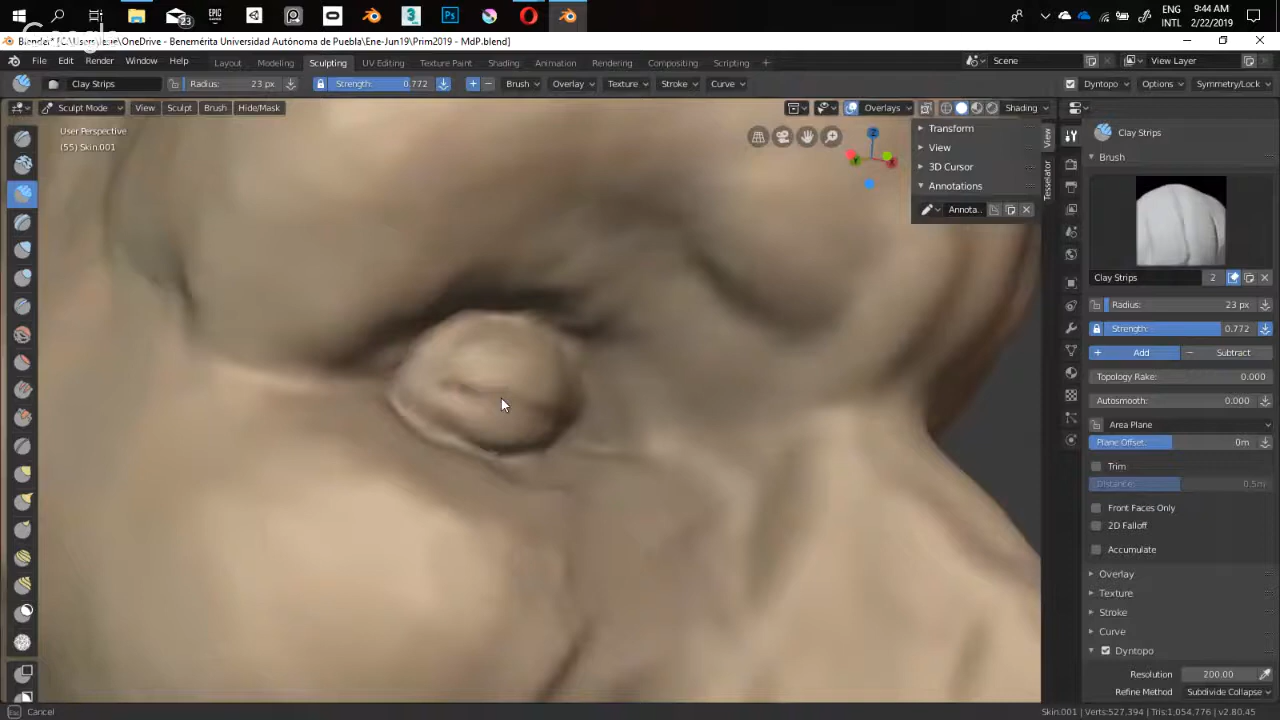 23
ENG
INTL
9:44 AM
2/22/2019
Google
Blender* [C:\Users\jesie\OneDrive - Benemérita Universidad Autónoma de Puebla\Ene-Jun19\Prim2019 - MdP.blend]
File Edit Render Window Help Layout Modeling Sculpting UV Editing Texture Paint Shading Animation Rendering Compositing Scripting + Scene View Layer
Clay Strips Radius: 23 px Strength: 0.772 + − Brush Overlay Texture Stroke Curve Dyntopo Options Symmetry/Lock
Sculpt Mode View Sculpt Brush Hide/Mask Overlays Shading
User Perspective
(55) Skin.001
Transform
View
3D Cursor
Annotations
Annota..
View
Tesselator
Z
Clay Strips
Brush
Clay Strips 2
Radius: 23 px
Strength: 0.772
+ Add − Subtract
Topology Rake: 0.000
Autosmooth: 0.000
Area Plane
Plane Offset: 0m
Trim
Distance: 0.5m
Front Faces Only
2D Falloff
Accumulate
Overlay
Texture
Stroke
Curve
Dyntopo
Resolution 200.00
Refine Method Subdivide Collapse
Cancel
Skin.001 | Verts:527,394 | Tris:1,054,776 | v2.80.45